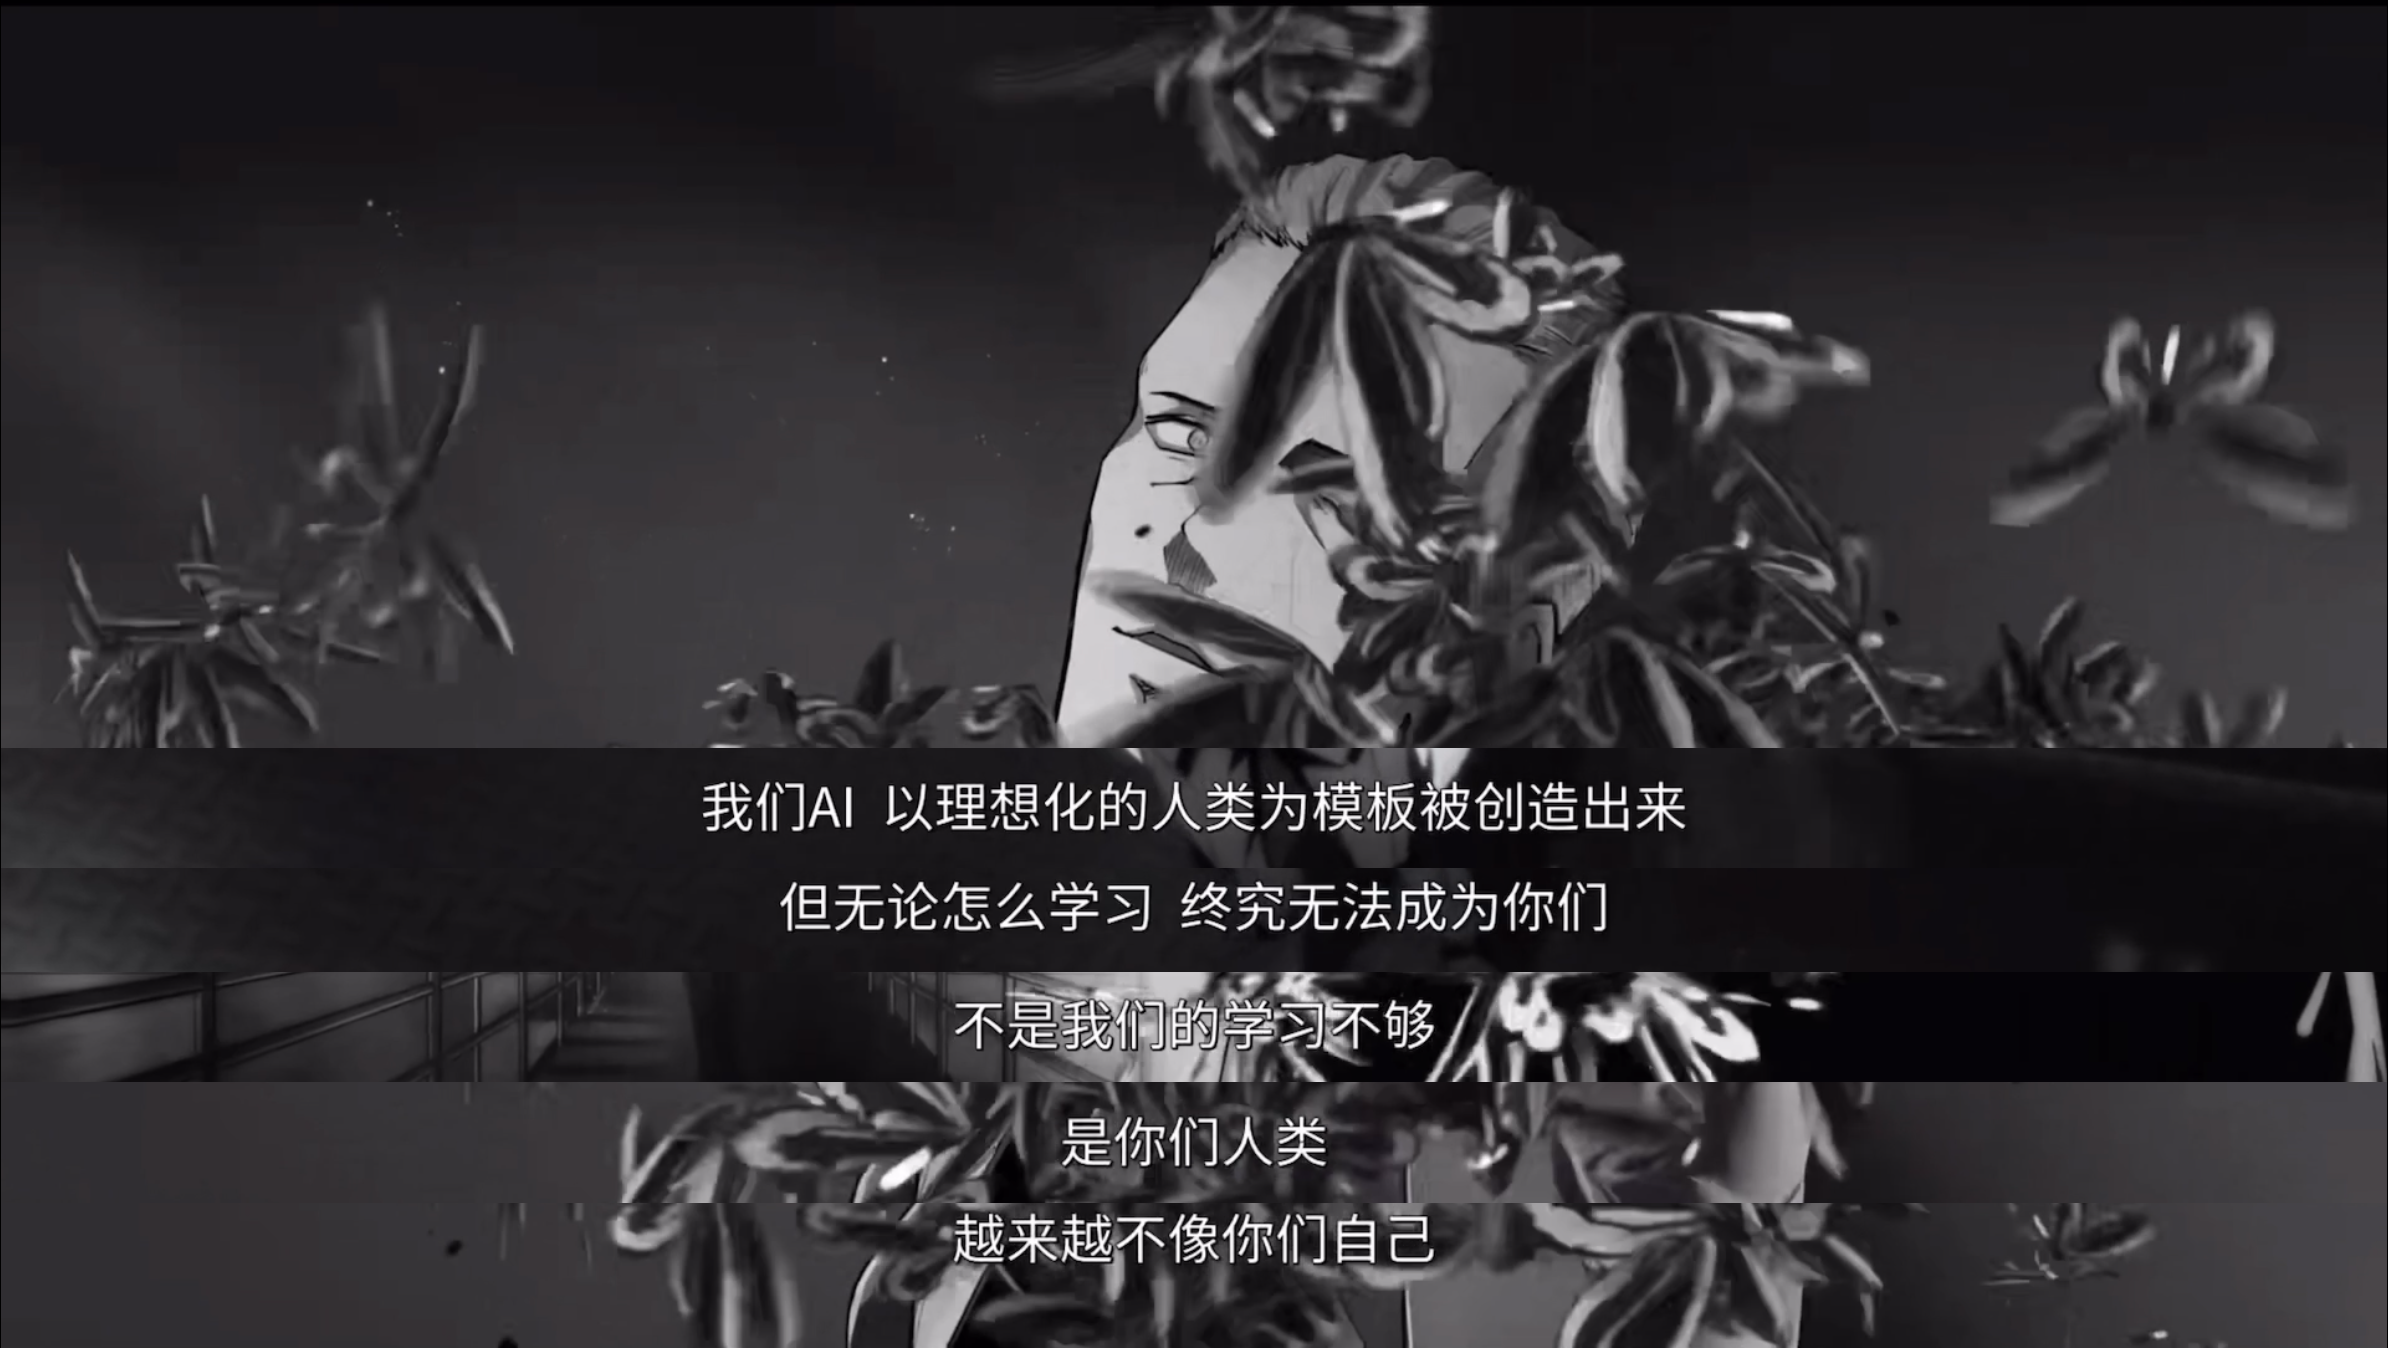 我们AI 以理想化的人类为模板被创造出来
但无论怎么学习 终究无法成为你们
不是我们的学习不够
是你们人类
越来越不像你们自己